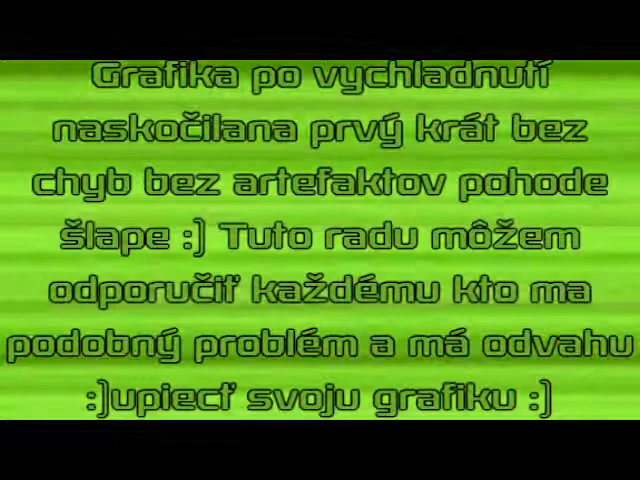 Grafika po vychladnutí
naskočilana prvý krát bez
chyb bez artefaktov pohode
šlape :) Tuto radu môžem
odporučiť každému kto ma
podobný problém a má odvahu
:)upiecť svoju grafiku :)